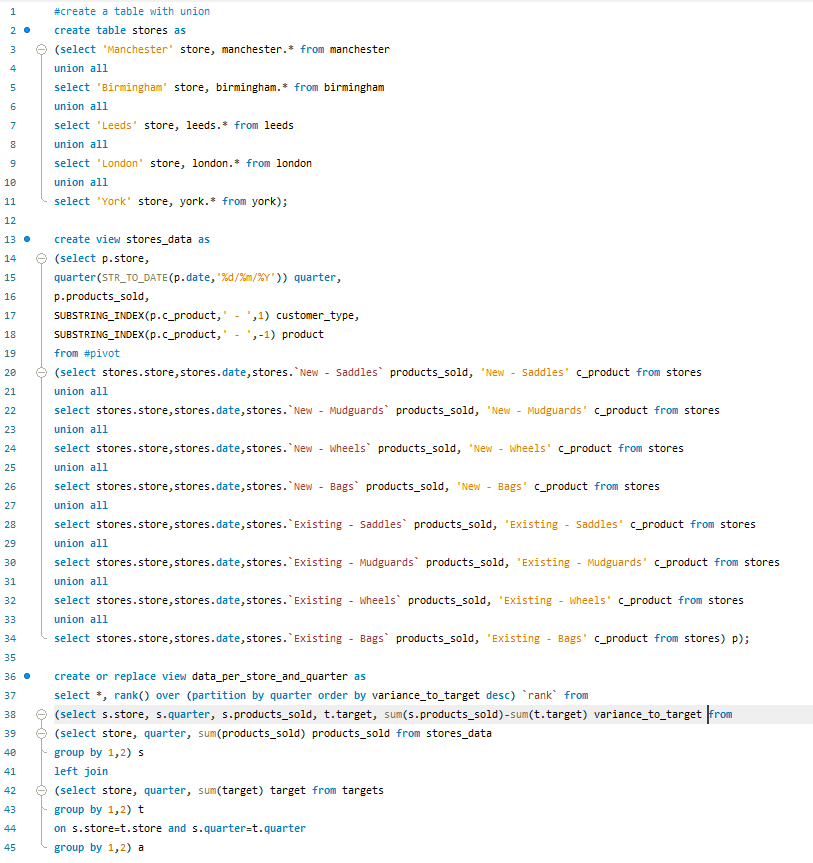 1 #create a table with union
2 create table stores as
3 (select 'Manchester' store, manchester.* from manchester
4 union all
5 select 'Birmingham' store, birmingham.* from birmingham
6 union all
7 select 'Leeds' store, leeds.* from leeds
8 union all
9 select 'London' store, london.* from london
10 union all
11 select 'York' store, york.* from york);
12
13 create view stores_data as
14 (select p.store,
15 quarter(STR_TO_DATE(p.date,'%d/%m/%Y')) quarter,
16 p.products_sold,
17 SUBSTRING_INDEX(p.c_product,' - ',1) customer_type,
18 SUBSTRING_INDEX(p.c_product,' - ',-1) product
19 from #pivot
20 (select stores.store,stores.date,stores.`New - Saddles` products_sold, 'New - Saddles' c_product from stores
21 union all
22 select stores.store,stores.date,stores.`New - Mudguards` products_sold, 'New - Mudguards' c_product from stores
23 union all
24 select stores.store,stores.date,stores.`New - Wheels` products_sold, 'New - Wheels' c_product from stores
25 union all
26 select stores.store,stores.date,stores.`New - Bags` products_sold, 'New - Bags' c_product from stores
27 union all
28 select stores.store,stores.date,stores.`Existing - Saddles` products_sold, 'Existing - Saddles' c_product from stores
29 union all
30 select stores.store,stores.date,stores.`Existing - Mudguards` products_sold, 'Existing - Mudguards' c_product from stores
31 union all
32 select stores.store,stores.date,stores.`Existing - Wheels` products_sold, 'Existing - Wheels' c_product from stores
33 union all
34 select stores.store,stores.date,stores.`Existing - Bags` products_sold, 'Existing - Bags' c_product from stores) p);
35
36 create or replace view data_per_store_and_quarter as
37 select *, rank() over (partition by quarter order by variance_to_target desc) `rank` from
38 (select s.store, s.quarter, s.products_sold, t.target, sum(s.products_sold)-sum(t.target) variance_to_target from
39 (select store, quarter, sum(products_sold) products_sold from stores_data
40 group by 1,2) s
41 left join
42 (select store, quarter, sum(target) target from targets
43 group by 1,2) t
44 on s.store=t.store and s.quarter=t.quarter
45 group by 1,2) a